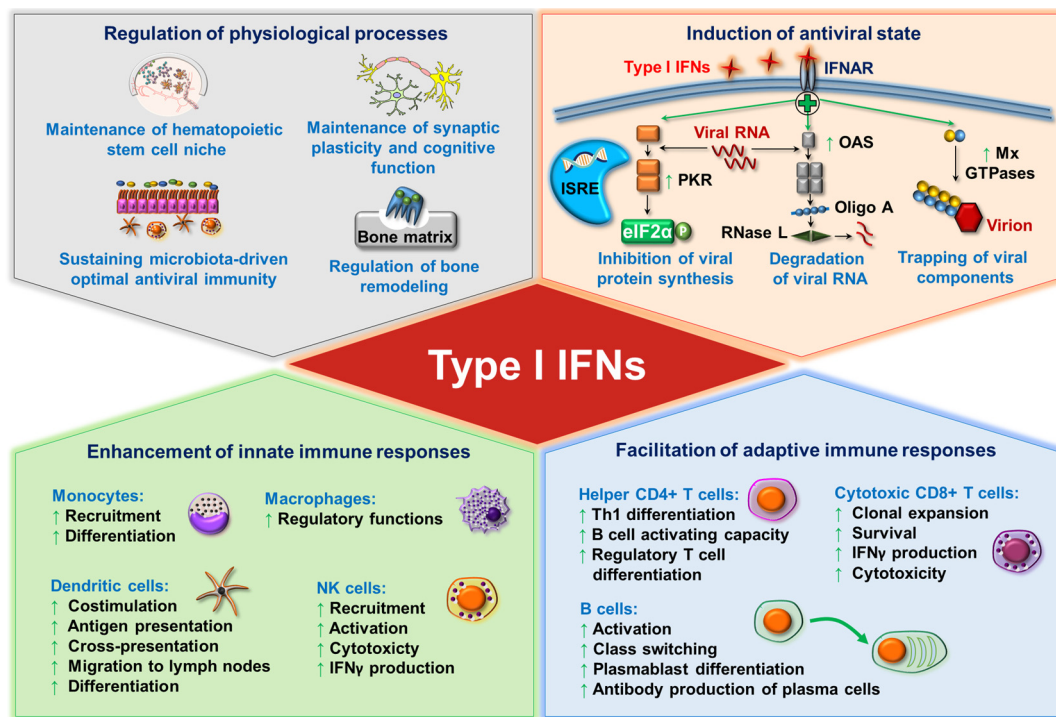 Regulation of physiological processes
Maintenance of hematopoietic
stem cell niche
Maintenance of synaptic
plasticity and cognitive
function
Sustaining microbiota-driven
optimal antiviral immunity
Bone matrix
Regulation of bone
remodeling
Induction of antiviral state
Type I IFNs
IFNAR
Viral RNA
↑ OAS
↑ Mx
GTPases
ISRE
↑ PKR
Oligo A
eIF2α P
RNase L
Virion
Inhibition of viral
protein synthesis
Degradation
of viral RNA
Trapping of viral
components
Type I IFNs
Enhancement of innate immune responses
Monocytes:
↑ Recruitment
↑ Differentiation
Macrophages:
↑ Regulatory functions
Dendritic cells:
↑ Costimulation
↑ Antigen presentation
↑ Cross-presentation
↑ Migration to lymph nodes
↑ Differentiation
NK cells:
↑ Recruitment
↑ Activation
↑ Cytotoxicity
↑ IFNγ production
Facilitation of adaptive immune responses
Helper CD4+ T cells:
↑ Th1 differentiation
↑ B cell activating capacity
↑ Regulatory T cell
differentiation
Cytotoxic CD8+ T cells:
↑ Clonal expansion
↑ Survival
↑ IFNγ production
↑ Cytotoxicity
B cells:
↑ Activation
↑ Class switching
↑ Plasmablast differentiation
↑ Antibody production of plasma cells